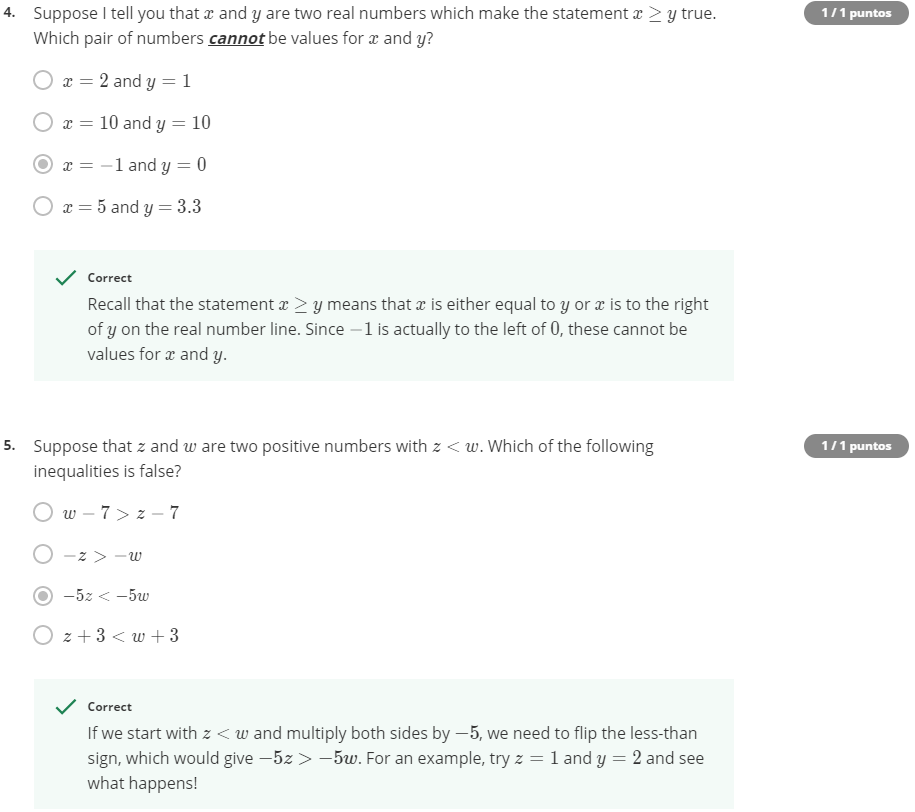 4. Suppose I tell you that x and y are two real numbers which make the statement x ≥ y true. 1 / 1 puntos
Which pair of numbers cannot be values for x and y?
x = 2 and y = 1
x = 10 and y = 10
x = −1 and y = 0
x = 5 and y = 3.3
Correct
Recall that the statement x ≥ y means that x is either equal to y or x is to the right
of y on the real number line. Since −1 is actually to the left of 0, these cannot be
values for x and y.
5. Suppose that z and w are two positive numbers with z < w. Which of the following 1 / 1 puntos
inequalities is false?
w − 7 > z − 7
−z > −w
−5z < −5w
z + 3 < w + 3
Correct
If we start with z < w and multiply both sides by −5, we need to flip the less-than
sign, which would give −5z > −5w. For an example, try z = 1 and y = 2 and see
what happens!